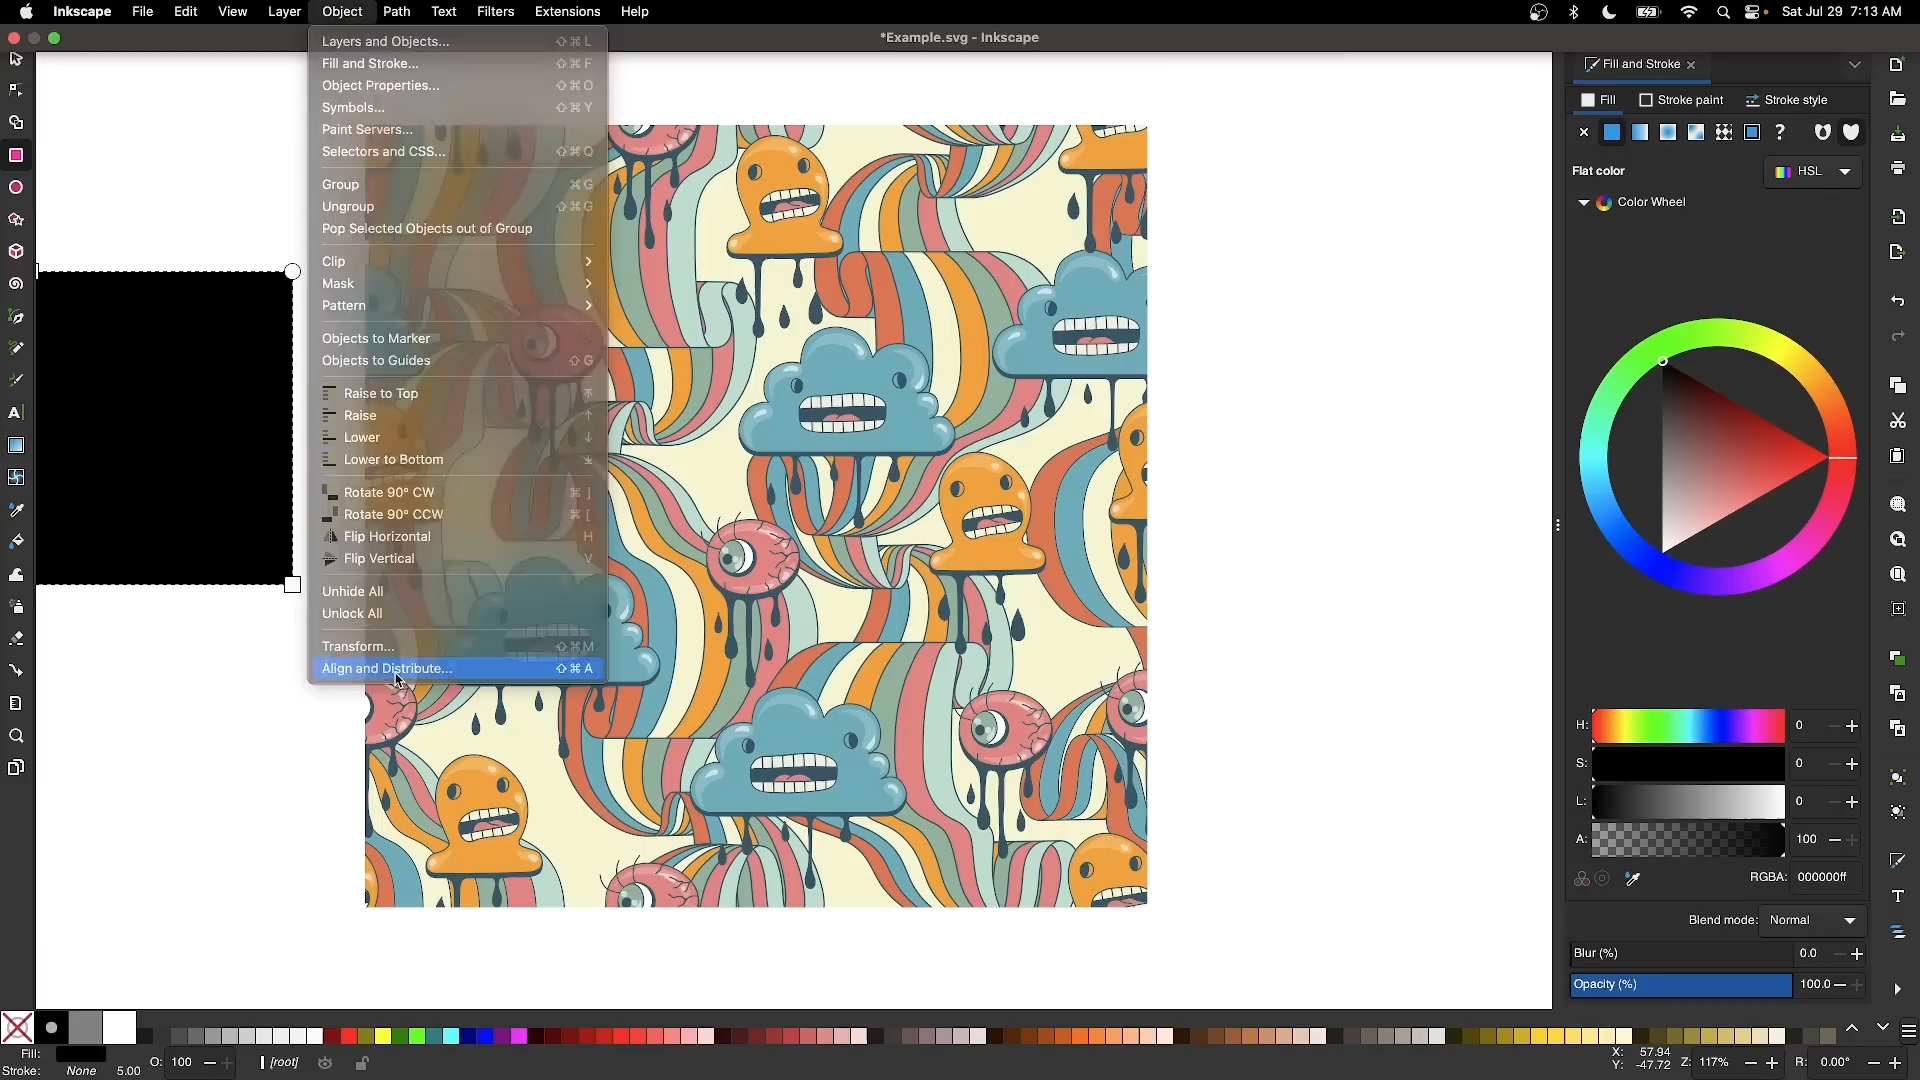 Inkscape File Edit View Layer Object Path Text Filters Extensions Help Sat Jul 29 7:13 AM
*Example.svg - Inkscape
Layers and Objects... ⇧⌘L
Fill and Stroke... ⇧⌘F
Object Properties... ⇧⌘O
Symbols... ⇧⌘Y
Paint Servers...
Selectors and CSS... ⇧⌘Q
Group ⌘G
Ungroup ⇧⌘G
Pop Selected Objects out of Group
Clip
Mask
Pattern
Objects to Marker
Objects to Guides ⇧G
Raise to Top
Raise
Lower
Lower to Bottom
Rotate 90° CW ⌘]
Rotate 90° CCW ⌘[
Flip Horizontal H
Flip Vertical V
Unhide All
Unlock All
Transform... ⇧⌘M
Align and Distribute... ⇧⌘A
Fill and Stroke
Fill Stroke paint Stroke style
?
Flat color HSL
Color Wheel
H: 0
S: 0
L: 0
A: 100
RGBA: 000000ff
Blend mode: Normal
Blur (%) 0.0
Opacity (%) 100.0
Fill:
Stroke: None 5.00
O: 100
[root]
X: 57.94
Y: -47.72
Z: 117%
R: 0.00°